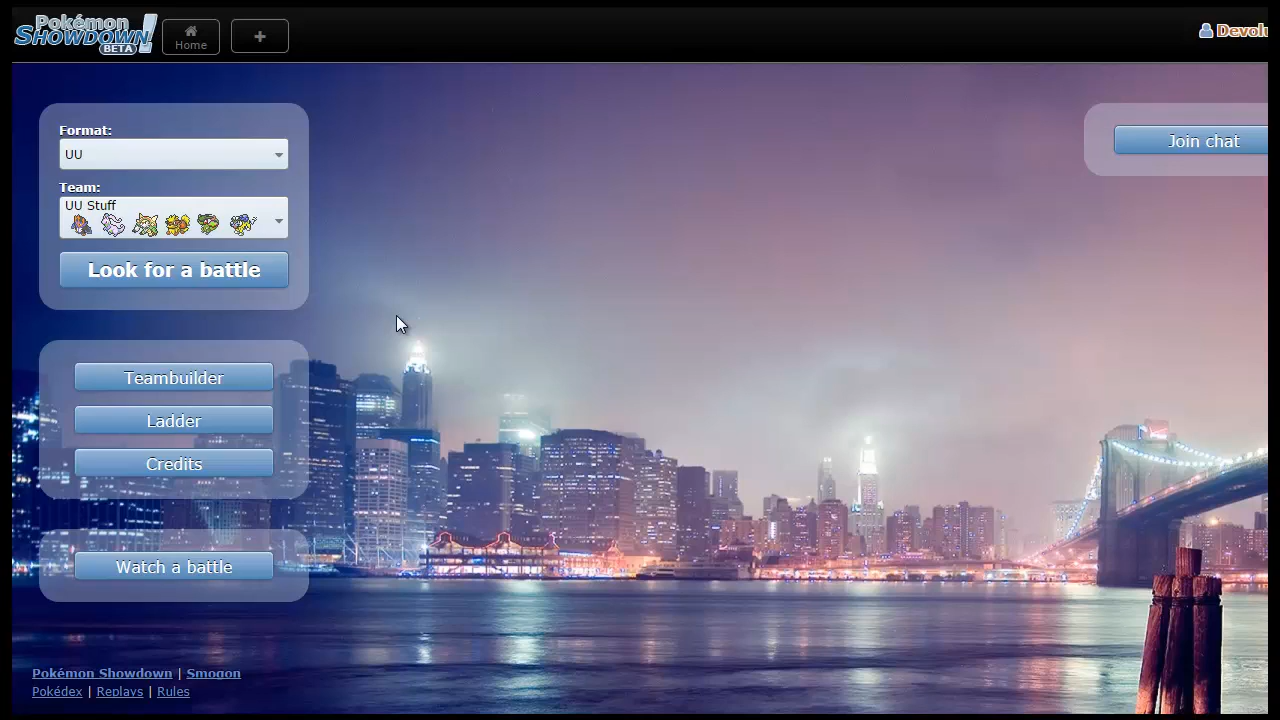 Pokémon
SHOWDOWN!
BETA
Home
+
Format:
UU
Team:
UU Stuff
Look for a battle
Join chat
Teambuilder
Ladder
Credits
Watch a battle
Pokémon Showdown | Smogon
Pokédex | Replays | Rules